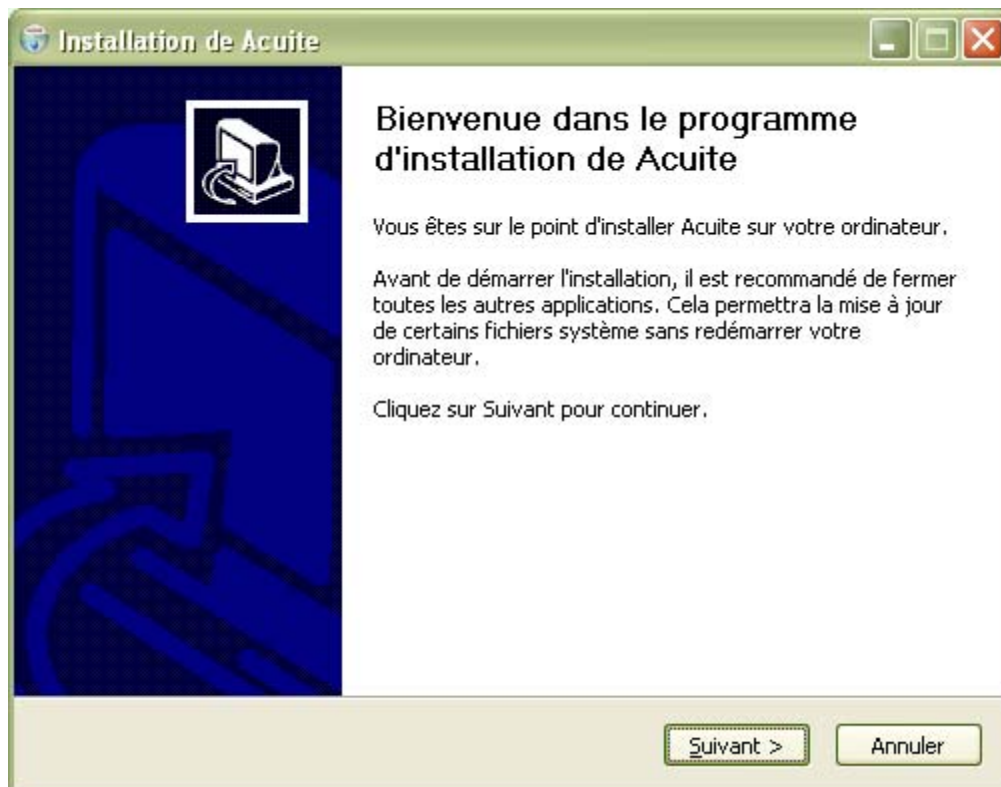 Installation de Acuite
Bienvenue dans le programme
d'installation de Acuite
Vous êtes sur le point d'installer Acuite sur votre ordinateur.
Avant de démarrer l'installation, il est recommandé de fermer
toutes les autres applications. Cela permettra la mise à jour
de certains fichiers système sans redémarrer votre
ordinateur.
Cliquez sur Suivant pour continuer.
Suivant >
Annuler